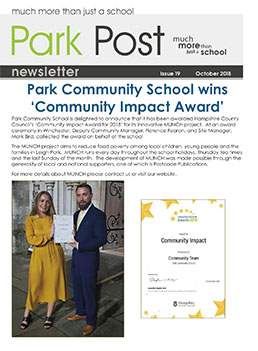 much more than just a school
Park Post
much
more than
just a school
newsletter
Issue 19 October 2018
Park Community School wins
‘Community Impact Award’
Park Community School is delighted to announce that it has been awarded Hampshire County
Council's ‘Community Impact Award for 2018’ for its innovative MUNCH project. At an award
ceremony in Winchester, Deputy Community Manager, Florence Pearson, and Site Manager,
Mark Bird, collected the award on behalf of the school.
The MUNCH project aims to reduce food poverty among local children, young people and the
families in Leigh Park. MUNCH runs every day throughout the school holidays, Thursday tea times
and the last Sunday of the month. The development of MUNCH was made possible through the
generosity of local and national supporters, one of which is Postcode Publications.
For more details about MUNCH please contact us or visit our website.
Community Impact
Community Team